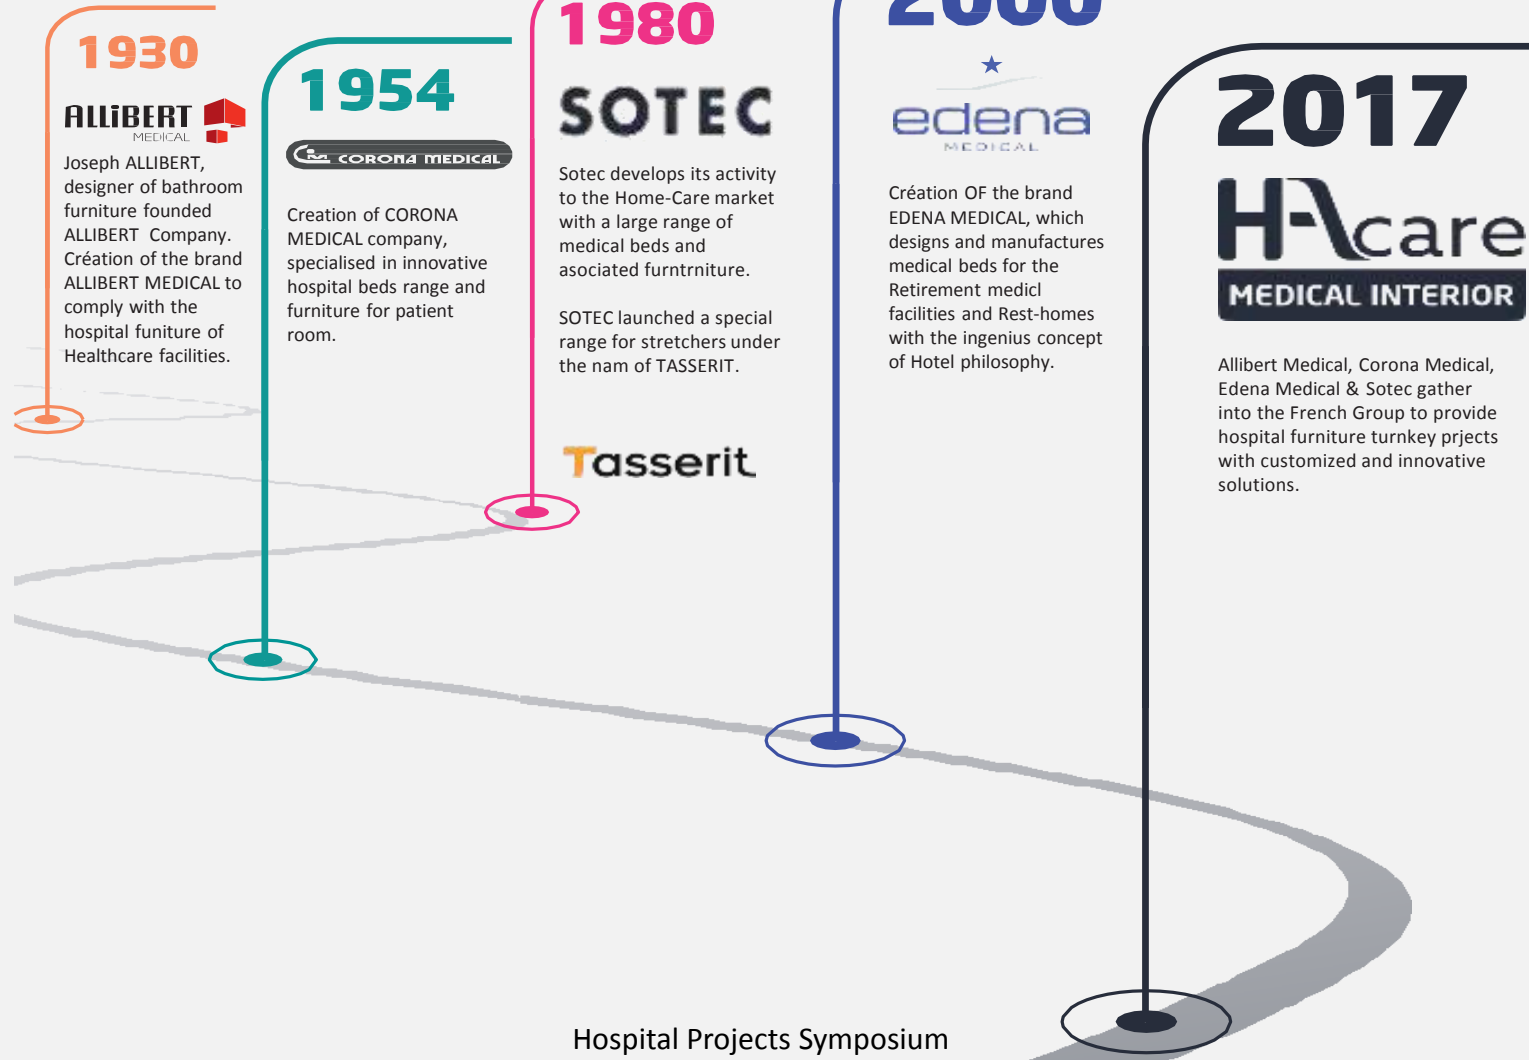 1930
ALLiBERT
MEDICAL
Joseph ALLIBERT,
designer of bathroom
furniture founded
ALLIBERT Company.
Création of the brand
ALLIBERT MEDICAL to
comply with the
hospital funiture of
Healthcare facilities.
1954
CORONA MEDICAL
Creation of CORONA
MEDICAL company,
specialised in innovative
hospital beds range and
furniture for patient
room.
1980
SOTEC
Sotec develops its activity
to the Home-Care market
with a large range of
medical beds and
asociated furntrniture.
SOTEC launched a special
range for stretchers under
the nam of TASSERIT.
Tasserit
2000
edena
MEDICAL
Création OF the brand
EDENA MEDICAL, which
designs and manufactures
medical beds for the
Retirement medicl
facilities and Rest-homes
with the ingenius concept
of Hotel philosophy.
2017
HAcare
MEDICAL INTERIOR
Allibert Medical, Corona Medical,
Edena Medical & Sotec gather
into the French Group to provide
hospital furniture turnkey prjects
with customized and innovative
solutions.
Hospital Projects Symposium